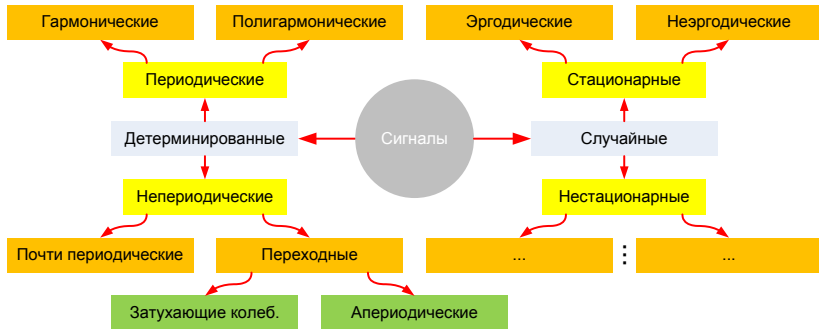 Гармонические
Полигармонические
Эргодические
Неэргодические
Периодические
Стационарные
Детерминированные
Сигналы
Случайные
Непериодические
Нестационарные
Почти периодические
Переходные
...
...
Затухающие колеб.
Апериодические